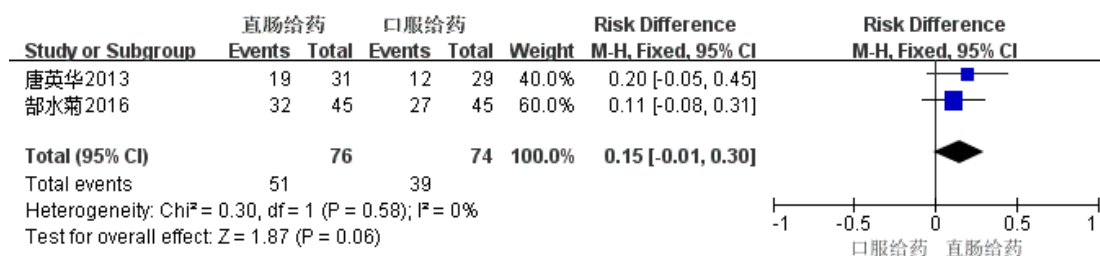 直肠给药 口服给药 Risk Difference Risk Difference
Study or Subgroup Events Total Events Total Weight M-H, Fixed, 95% CI M-H, Fixed, 95% CI
唐英华2013 19 31 12 29 40.0% 0.20 [-0.05, 0.45]
郜水菊2016 32 45 27 45 60.0% 0.11 [-0.08, 0.31]
Total (95% CI) 76 74 100.0% 0.15 [-0.01, 0.30]
Total events 51 39
Heterogeneity: Chi² = 0.30, df = 1 (P = 0.58); I² = 0%
Test for overall effect: Z = 1.87 (P = 0.06)
-1 -0.5 0 0.5 1
口服给药 直肠给药